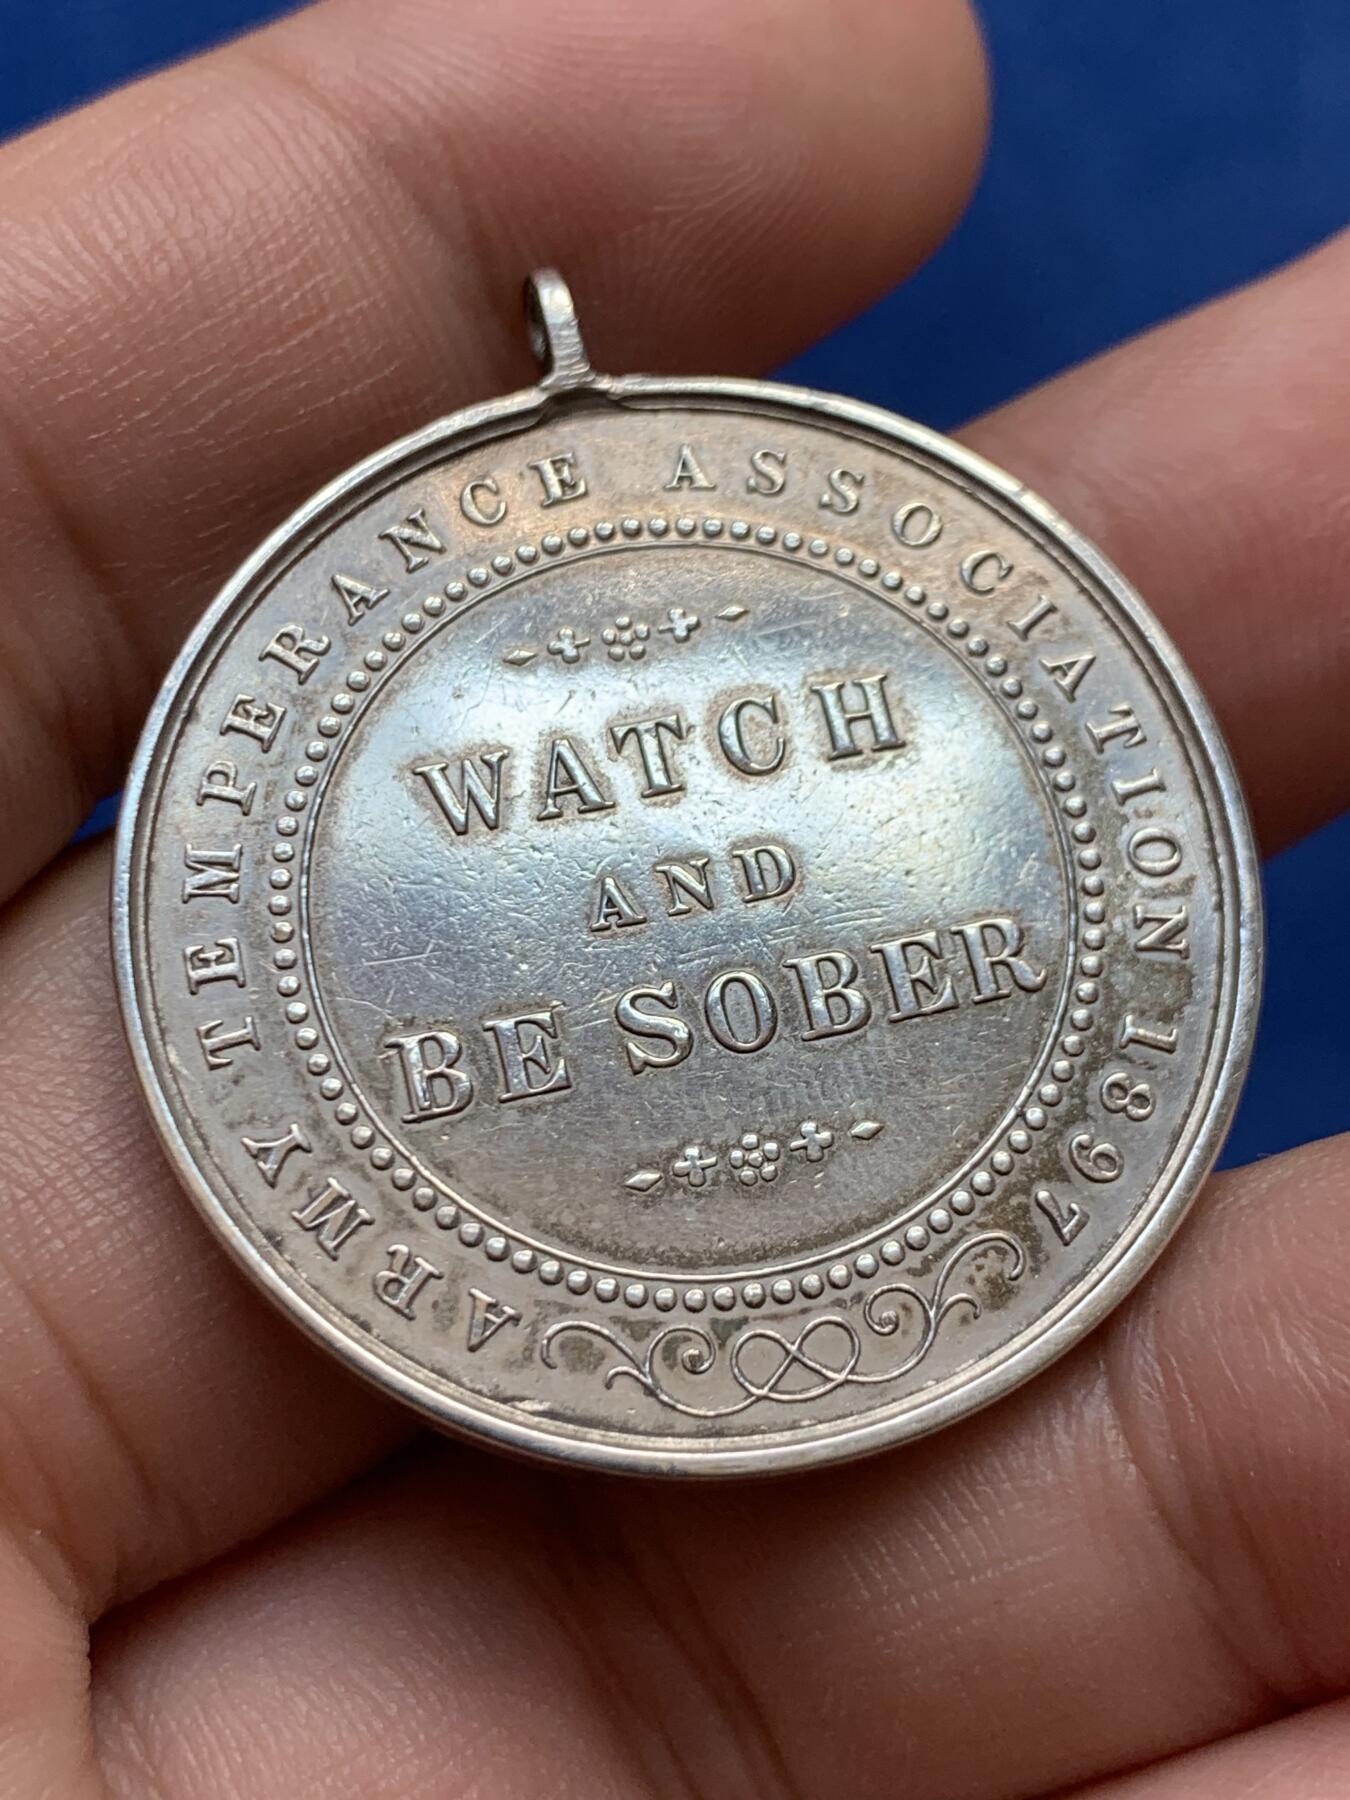 ARMY TEMPERANCE ASSOCIATION 1897
WATCH
AND
BE SOBER